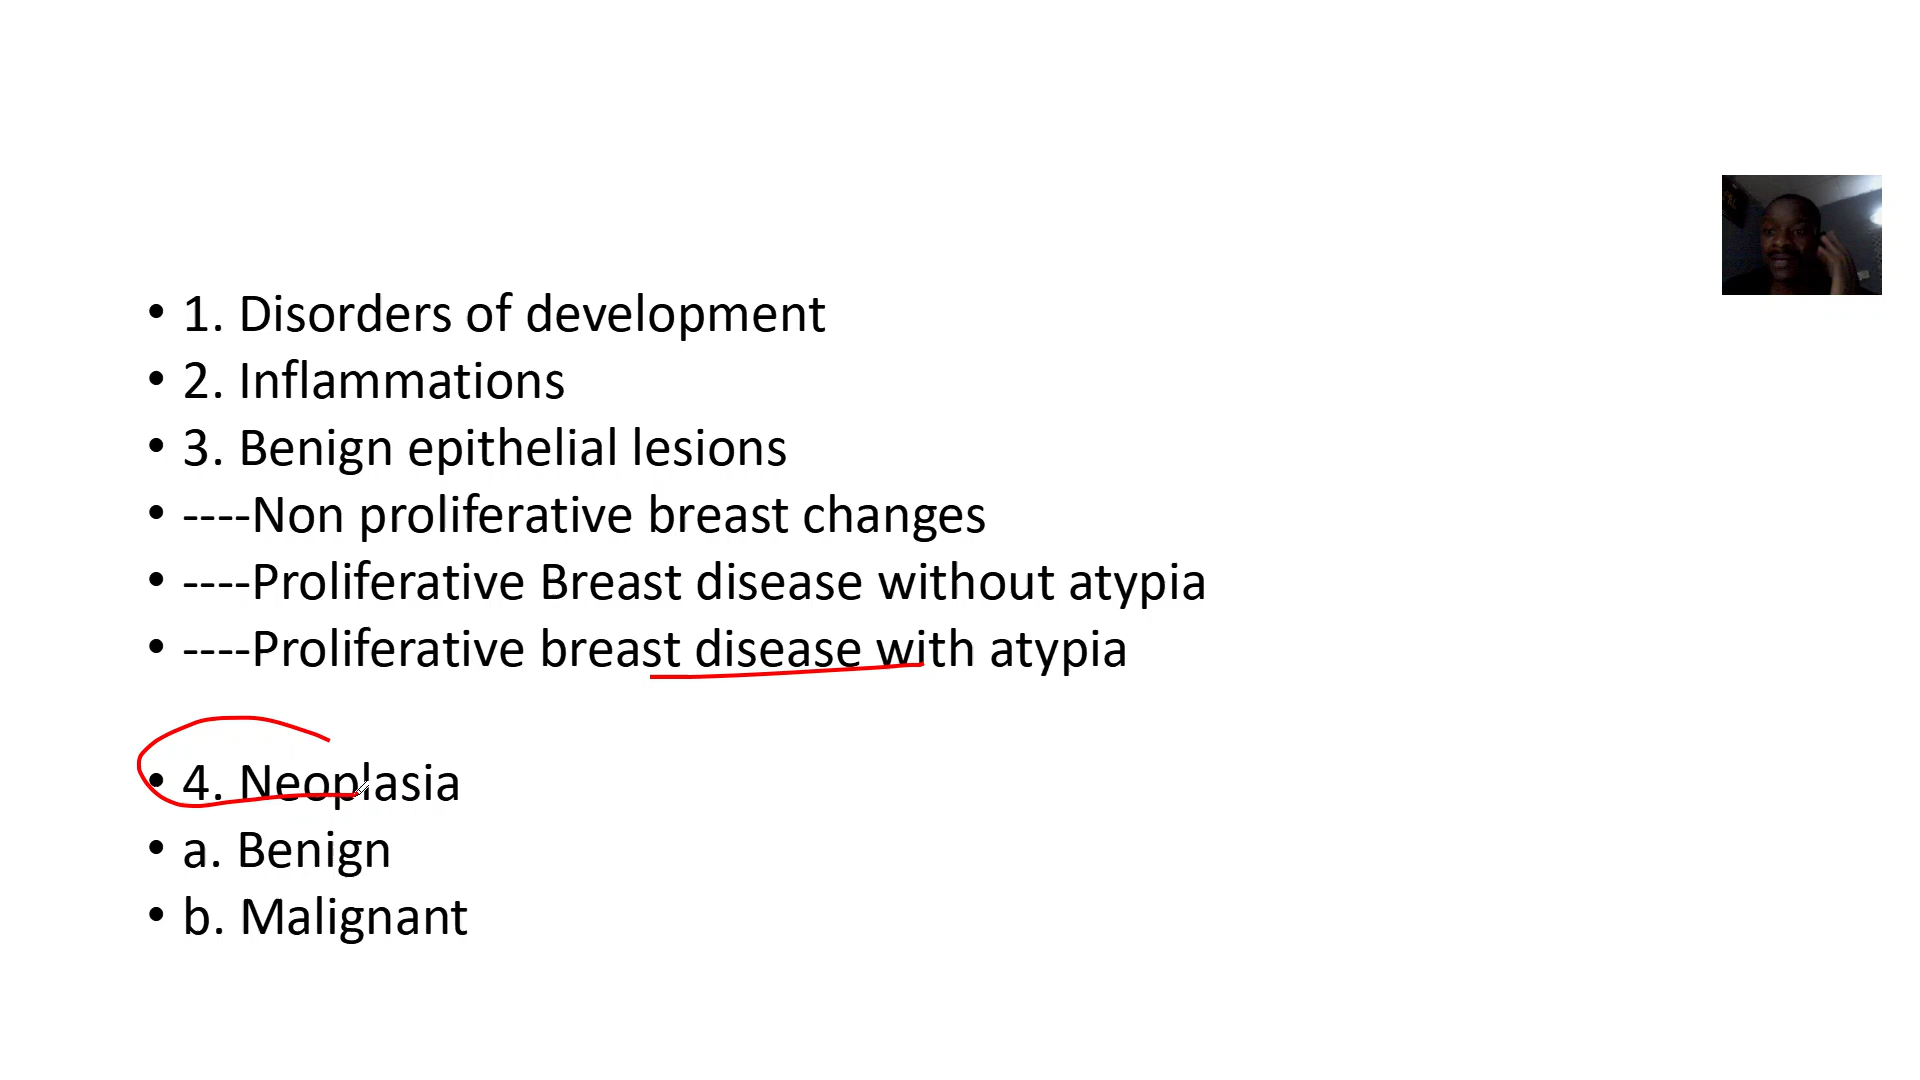 • 1. Disorders of development
• 2. Inflammations
• 3. Benign epithelial lesions
• ----Non proliferative breast changes
• ----Proliferative Breast disease without atypia
• ----Proliferative breast disease with atypia
• 4. Neoplasia
• a. Benign
• b. Malignant